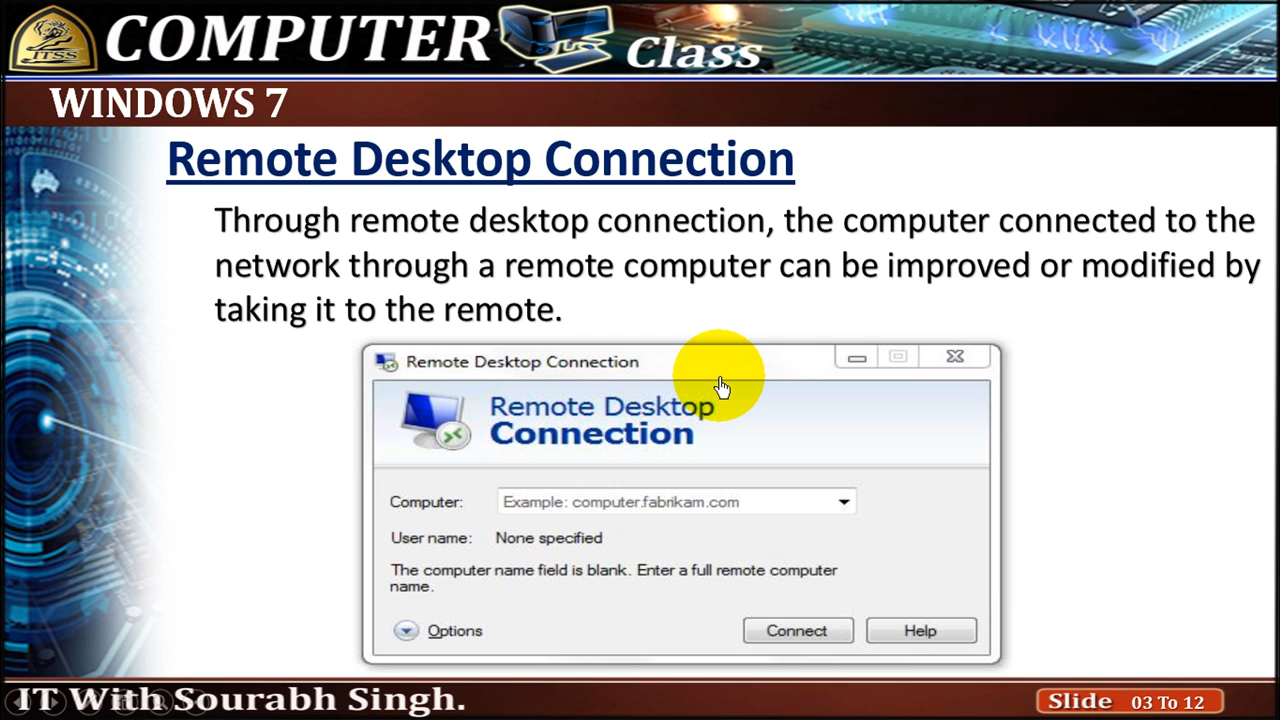 ITSS
COMPUTER Class
WINDOWS 7
Remote Desktop Connection
Through remote desktop connection, the computer connected to the
network through a remote computer can be improved or modified by
taking it to the remote.
Remote Desktop Connection
Remote Desktop
Connection
Computer: Example: computer.fabrikam.com
User name: None specified
The computer name field is blank. Enter a full remote computer
name.
Options Connect Help
IT With Sourabh Singh.
Slide 03 To 12